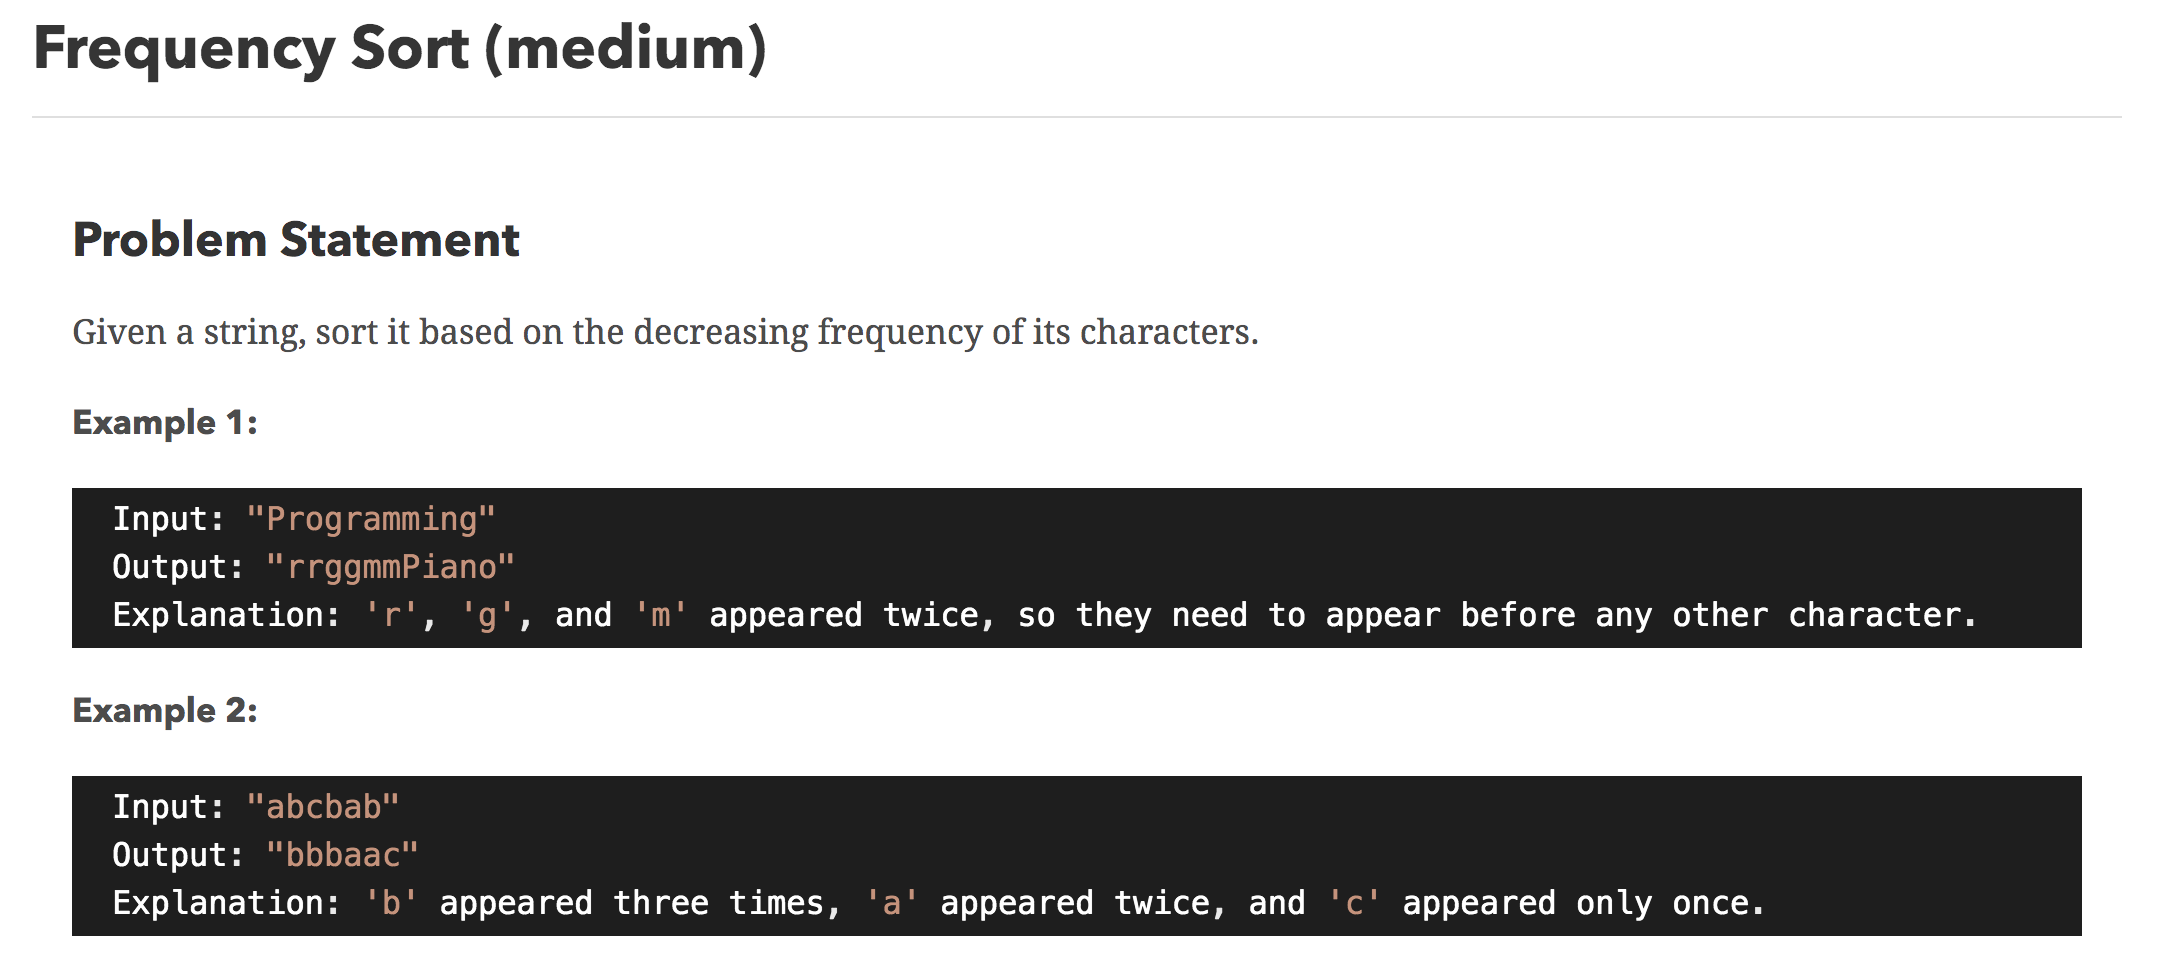 Frequency Sort (medium)
Problem Statement
Given a string, sort it based on the decreasing frequency of its characters.
Example 1:
Input: "Programming"
Output: "rrggmmPiano"
Explanation: 'r', 'g', and 'm' appeared twice, so they need to appear before any other character.
Example 2:
Input: "abcbab"
Output: "bbbaac"
Explanation: 'b' appeared three times, 'a' appeared twice, and 'c' appeared only once.